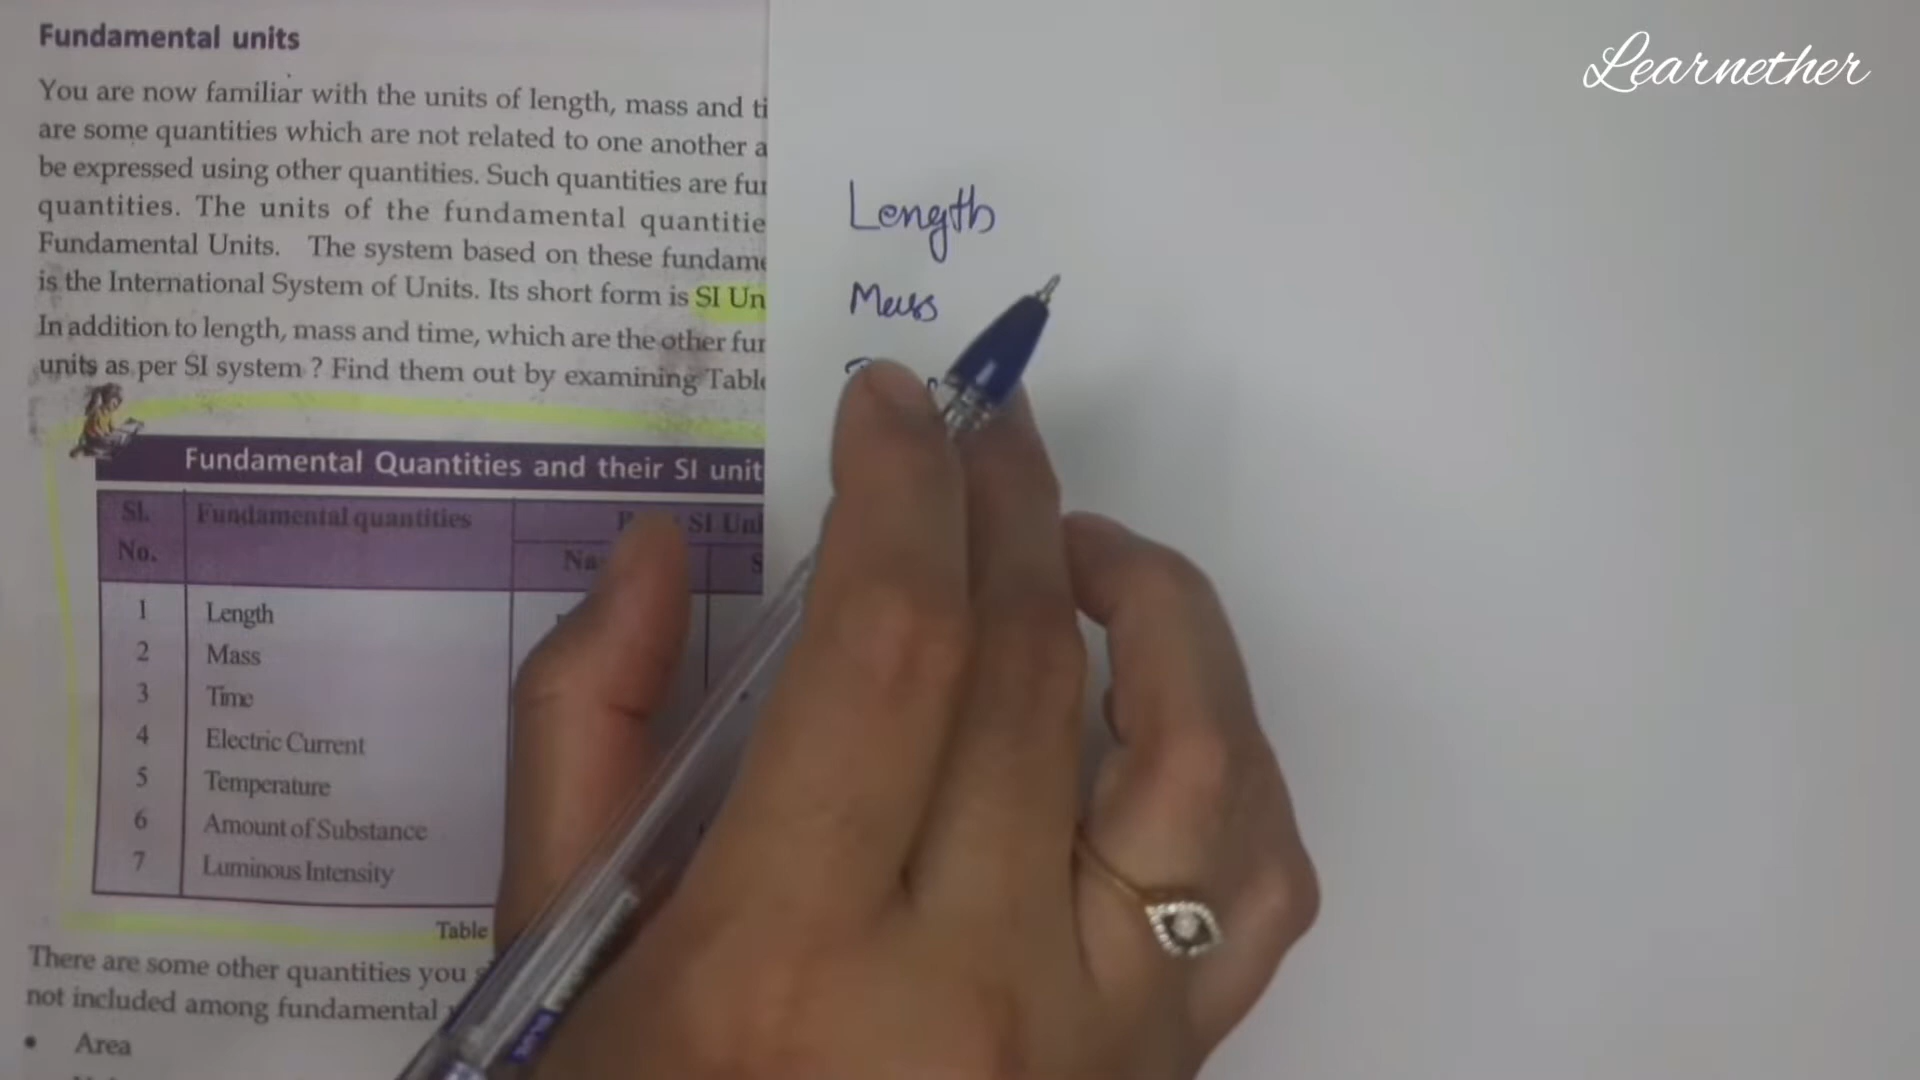 Fundamental units
Learnether
You are now familiar with the units of length, mass and ti
are some quantities which are not related to one another a
be expressed using other quantities. Such quantities are fur
quantities. The units of the fundamental quantitie
Fundamental Units. The system based on these fundame
is the International System of Units. Its short form is SI Un
In addition to length, mass and time, which are the other fur
units as per SI system ? Find them out by examining Table
Length
Mass
Fundamental Quantities and their SI unit
Sl. No. Fundamental quantities SI Uni
Na S
1 Length
2 Mass
3 Time
4 Electric Current
5 Temperature
6 Amount of Substance
7 Luminous Intensity
Table
There are some other quantities you
not included among fundamental
• Area